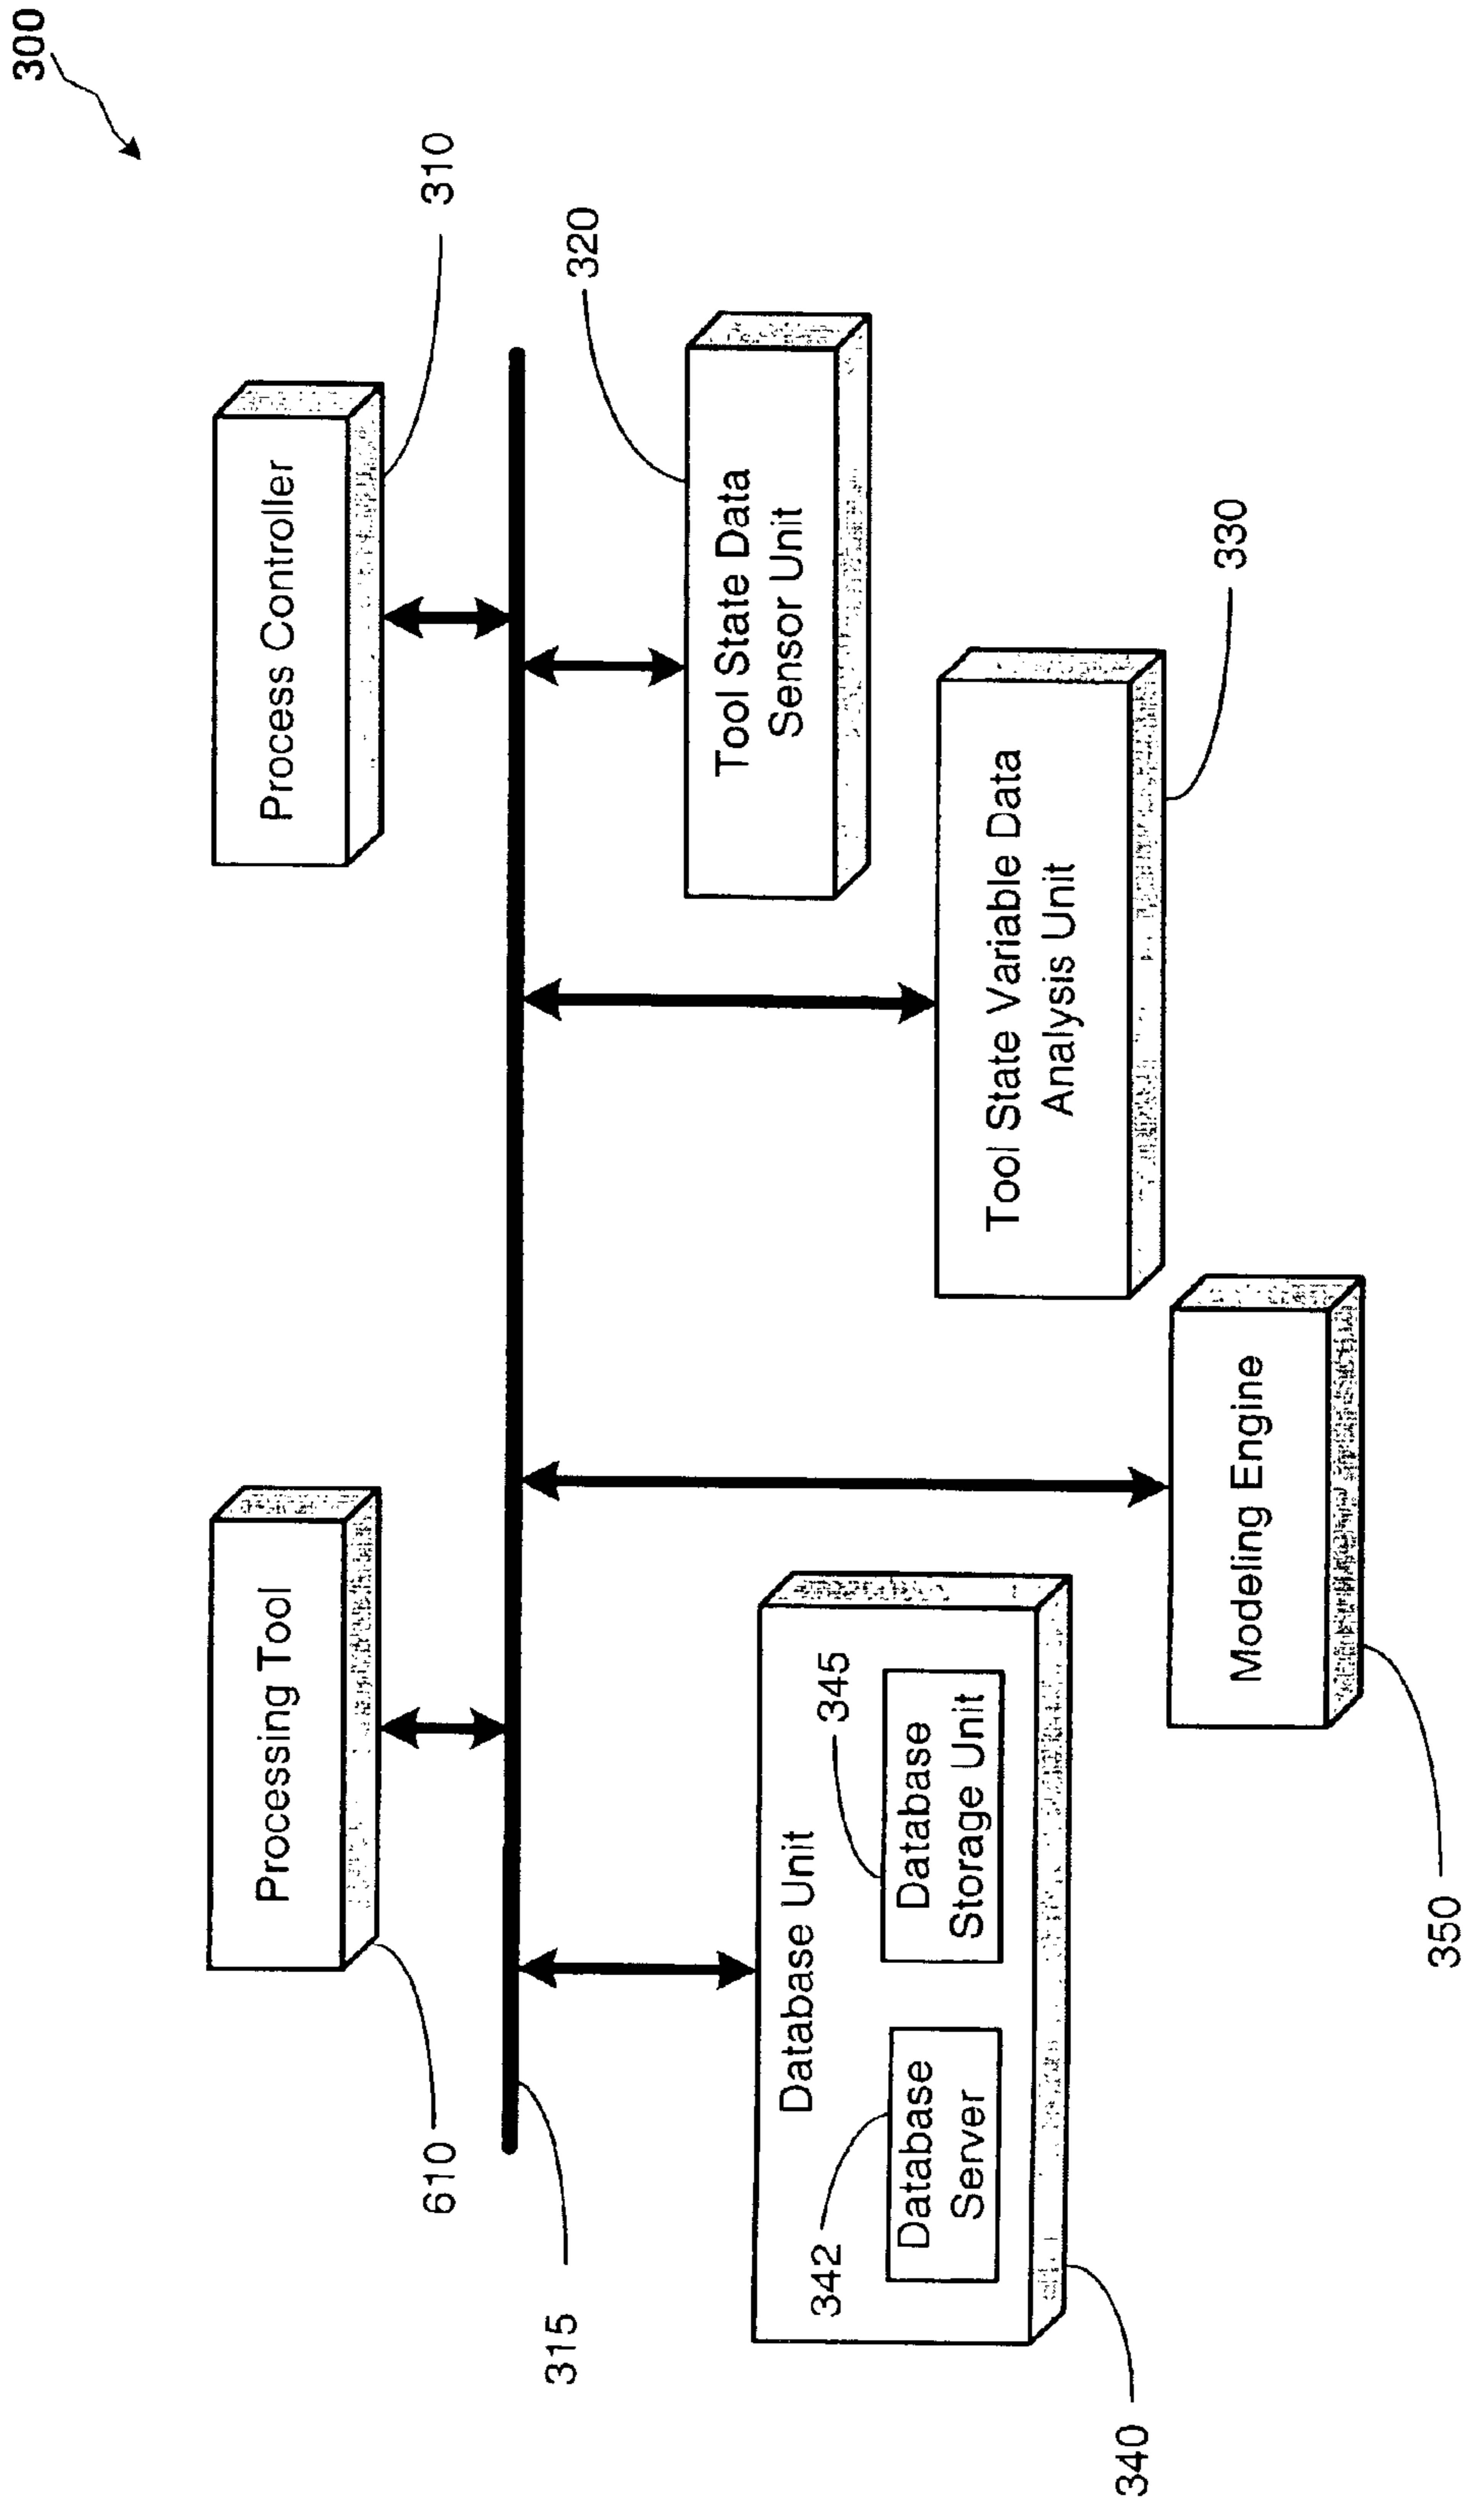 300
Processing Tool
610
Process Controller
310
315
320
Tool State Data
Sensor Unit
Database Unit
342
Database
Server
345
Database
Storage Unit
340
Tool State Variable Data
Analysis Unit
330
Modeling Engine
350